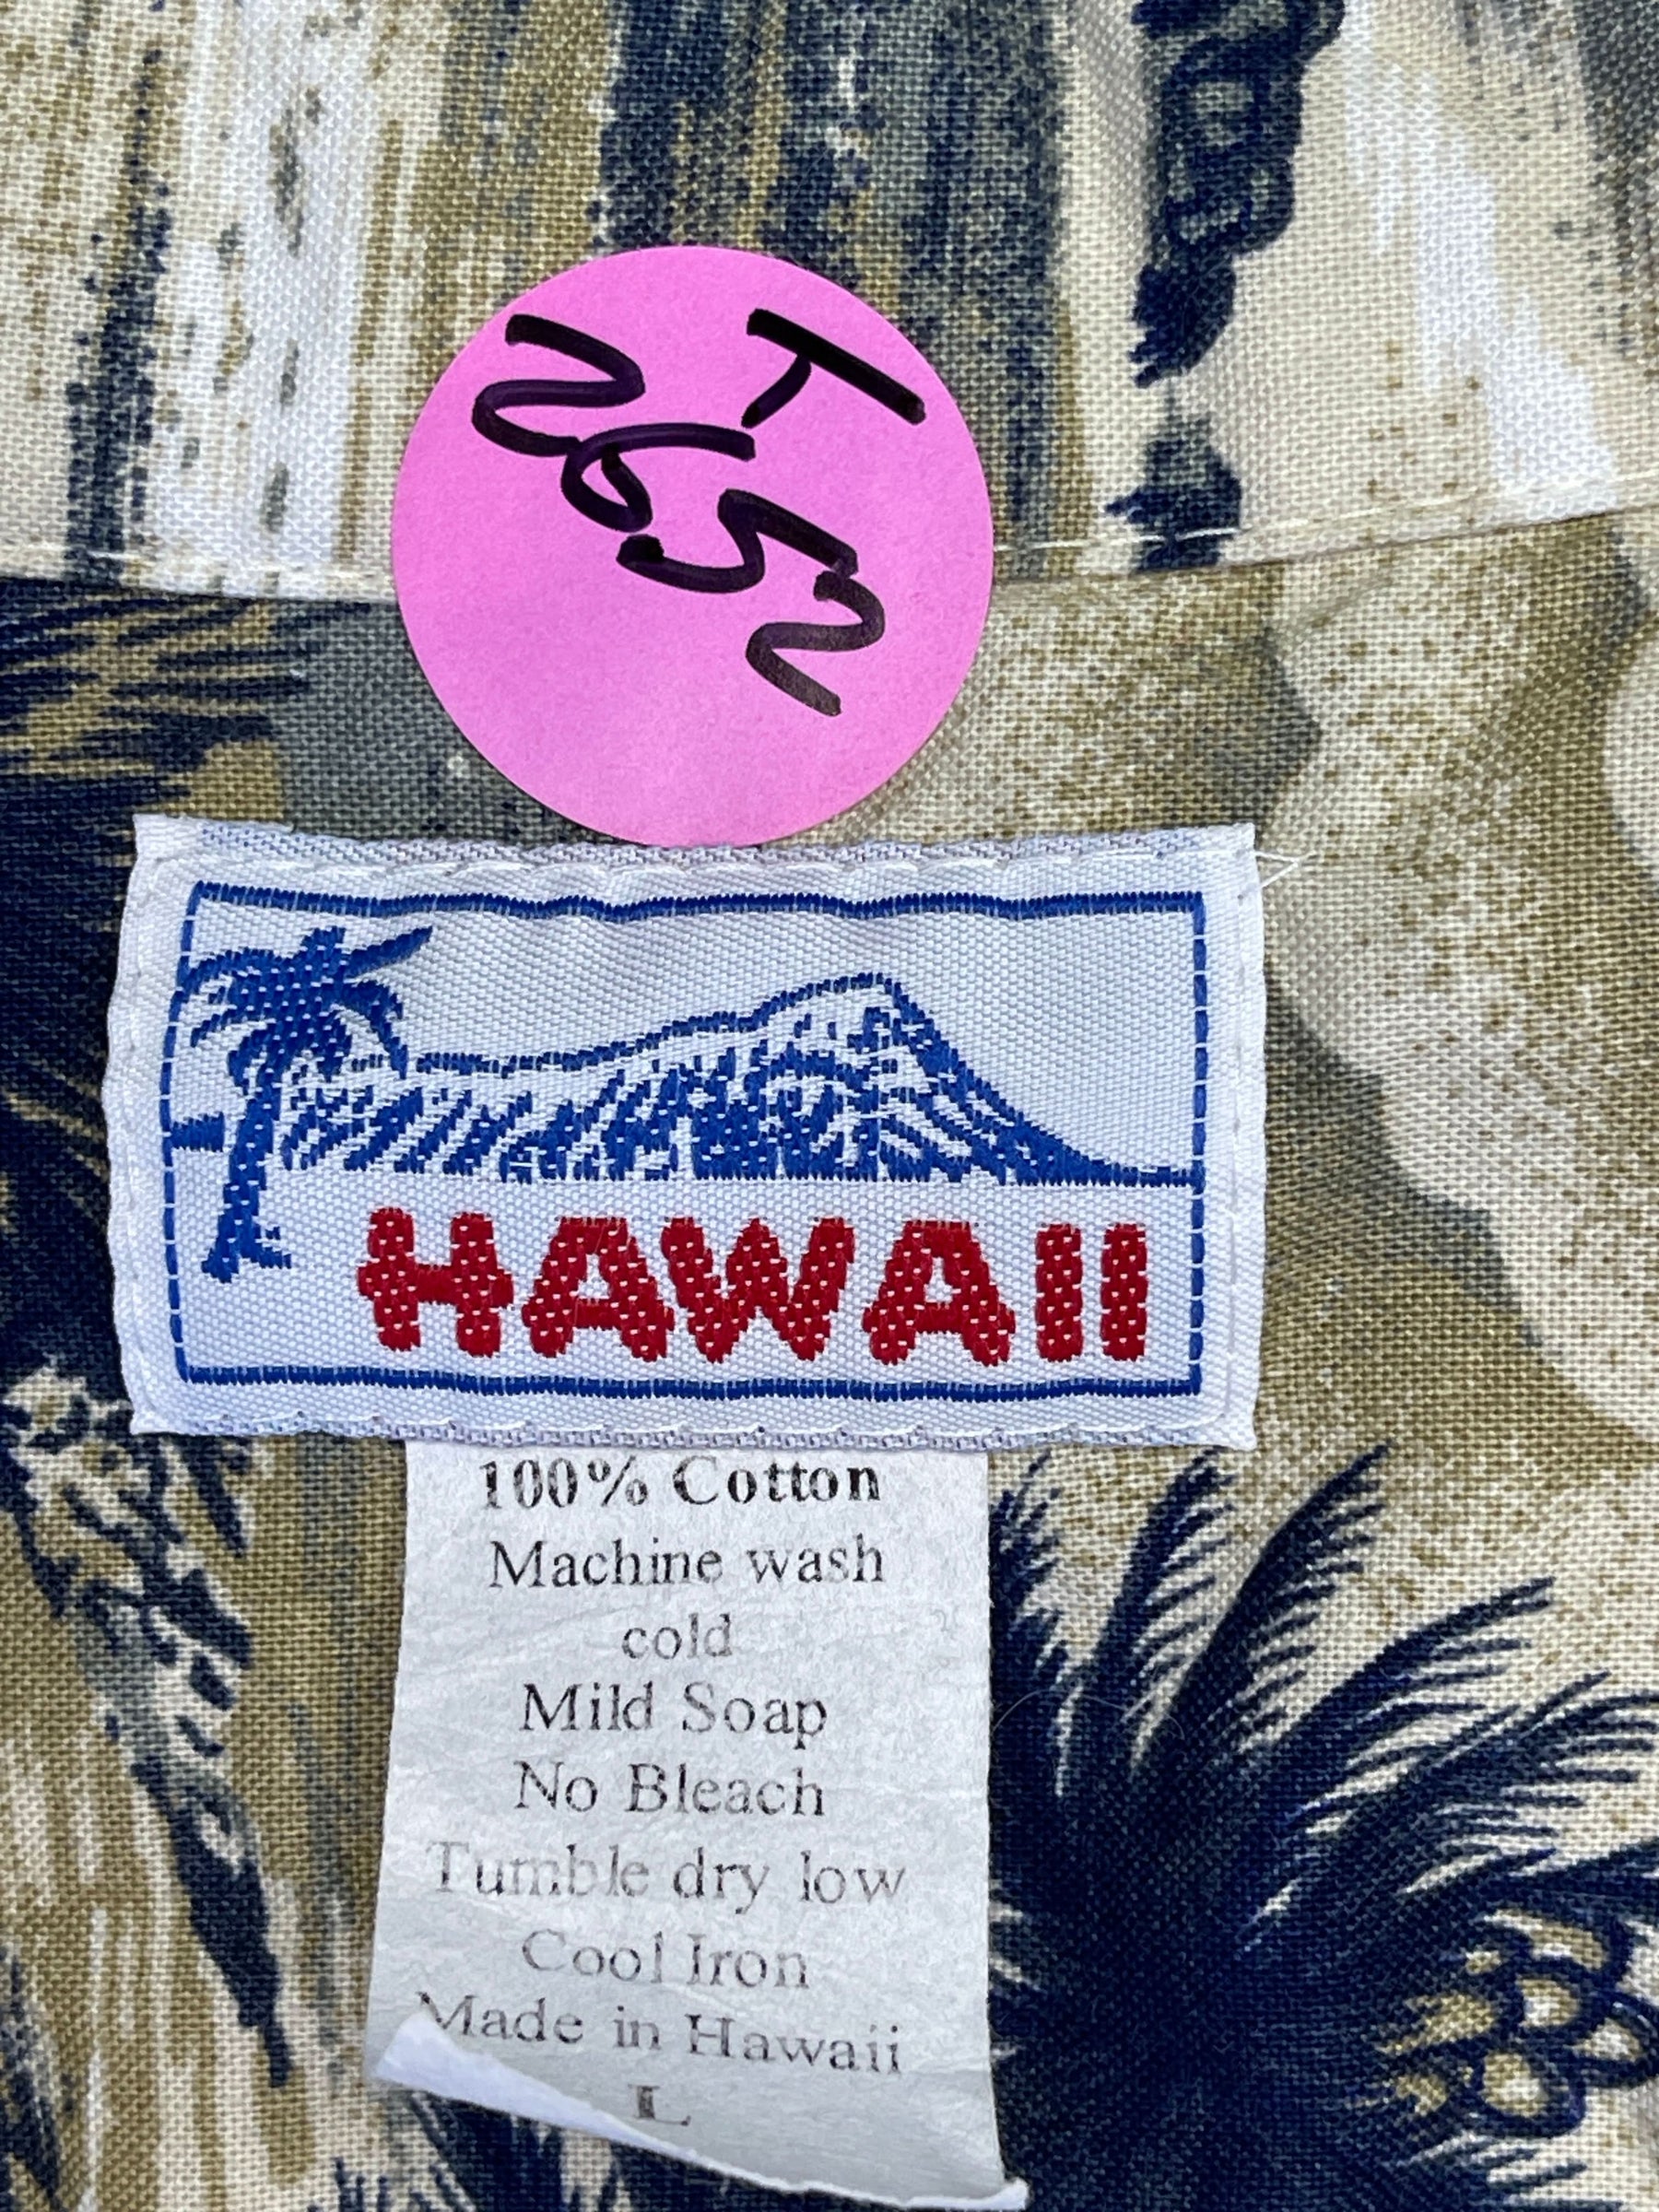 T
2652
HAWAII
100% Cotton
Machine wash
cold
Mild Soap
No Bleach
Tumble dry low
Cool Iron
Made in Hawaii
L